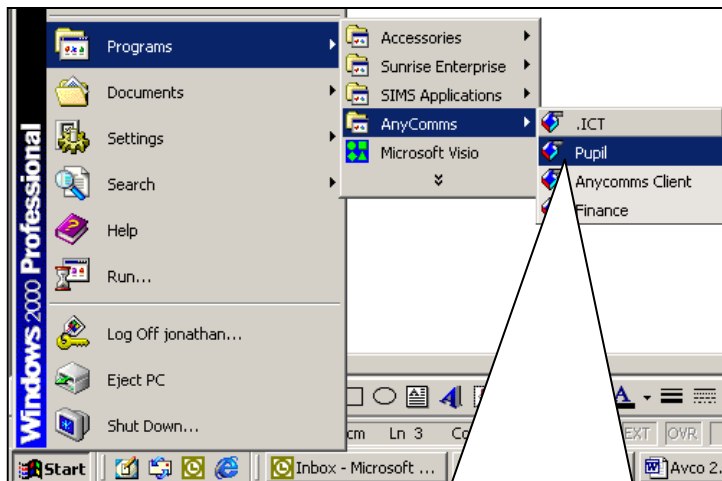 Windows 2000 Professional
Programs
Documents
Settings
Search
Help
Run...
Log Off jonathan...
Eject PC
Shut Down...
Accessories
Sunrise Enterprise
SIMS Applications
AnyComms
Microsoft Visio
.ICT
Pupil
Anycomms Client
Finance
A
cm Ln 3 Co
EXT OVR
Start
Inbox - Microsoft ...
Avco 2.